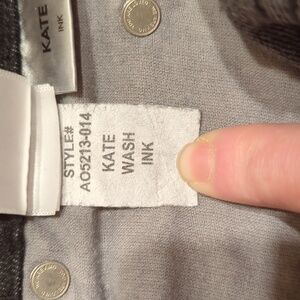 KATE
INK
STYLE#
AO5213-014
KATE
WASH
INK